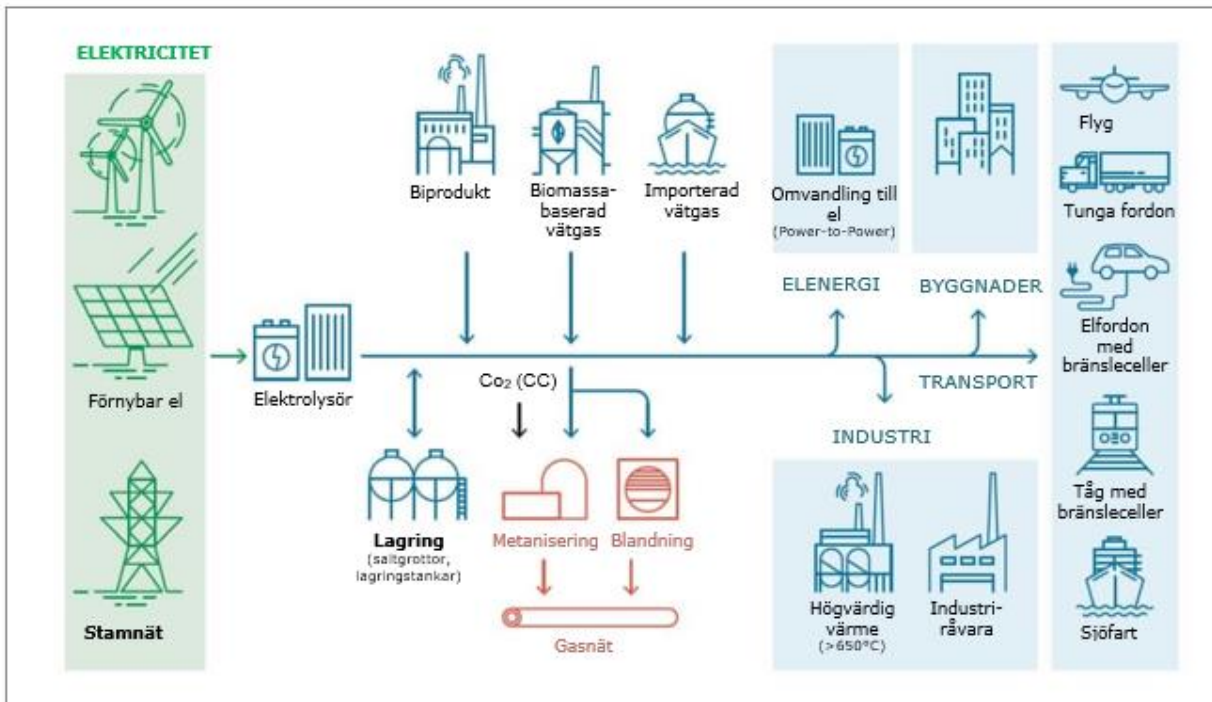 ELEKTRICITET
Förnybar el
Stamnät
Elektrolysör
Biprodukt
Biomassa-
baserad
vätgas
Importerad
vätgas
Co₂ (CC)
Lagring
(saltgrottor,
lagringstankar)
Metanisering
Blandning
Gasnät
Omvandling till
el
(Power-to-Power)
ELENERGI
BYGGNADER
TRANSPORT
INDUSTRI
Högvärdig
värme
(>650°C)
Industri-
råvara
Flyg
Tunga fordon
Elfordon
med
bränsleceller
Tåg med
bränsleceller
Sjöfart